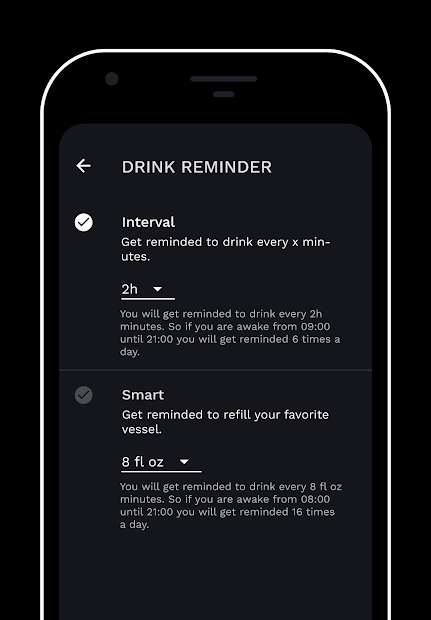 DRINK REMINDER
Interval
Get reminded to drink every x min-
utes.
2h
You will get reminded to drink every 2h
minutes. So if you are awake from 09:00
until 21:00 you will get reminded 6 times a
day.
Smart
Get reminded to refill your favorite
vessel.
8 fl oz
You will get reminded to drink every 8 fl oz
minutes. So if you are awake from 08:00
until 21:00 you will get reminded 16 times
a day.